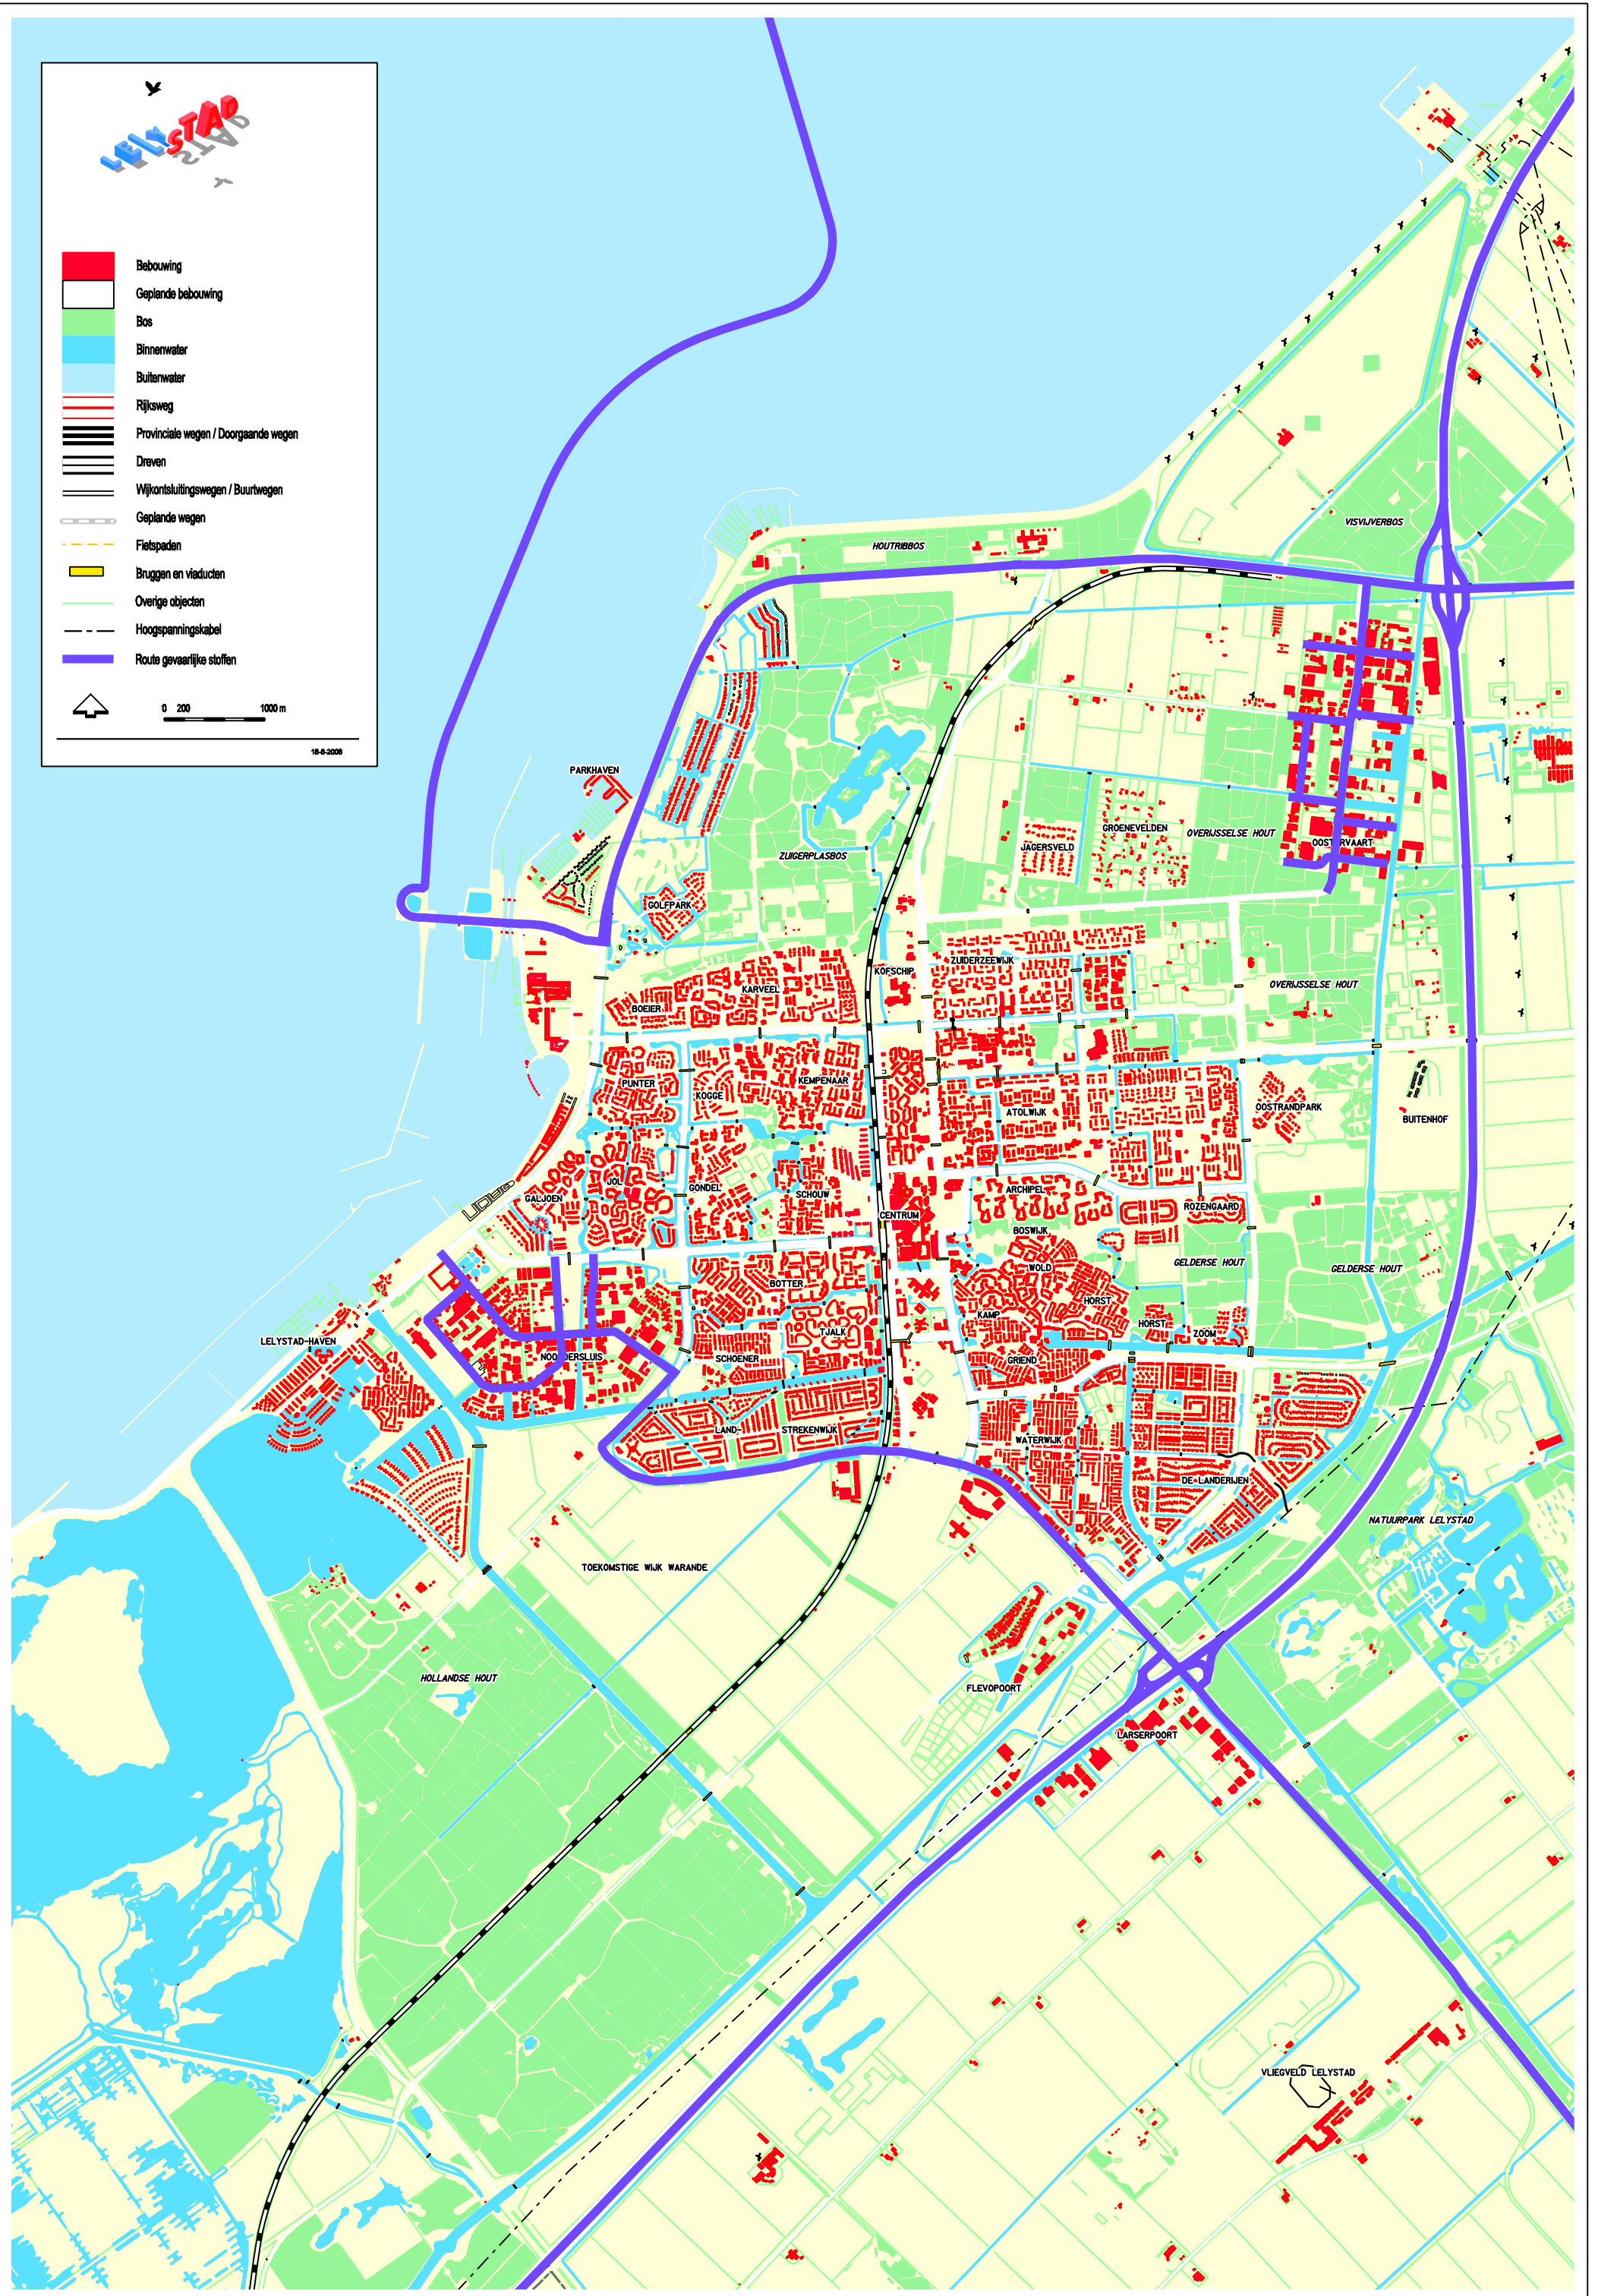 LELYSTAD
Bebouwing
Geplande bebouwing
Bos
Binnenwater
Buitenwater
Rijksweg
Provinciale wegen / Doorgaande wegen
Dreven
Wijkontsluitingswegen / Buurtwegen
Geplande wegen
Fietspaden
Bruggen en viaducten
Overige objecten
Hoogspanningskabel
Route gevaarlijke stoffen
0 200 1000 m
VISVIJVERBOS
HOUTRIBBOS
PARKHAVEN
GROENEVELDEN
OVERIJSSELSE HOUT
OOSTERVAART
JAGERSVELD
ZUIGERPLASBOS
GOLFPARK
ZUIDERZEEWIJK
KOFSCHIP
OVERIJSSELSE HOUT
KARVEEL
BOEIER
KEMPENAAR
PUNTER
KOGGE
ATOLWIJK
OOSTRANDPARK
BUITENHOF
JOL
GONDEL
SCHOUW
GALJOEN
ARCHIPEL
ROZENGAARD
CENTRUM
BOSWIJK
GELDERSE HOUT
GELDERSE HOUT
WOLD
BOTTER
HORST
KAMP
HORST
ZOOM
TJALK
LELYSTAD-HAVEN
NOORDERSLUIS
SCHOENER
GRIEND
LAND-
STREKENWIJK
WATERWIJK
DE LANDERIJEN
NATUURPARK LELYSTAD
TOEKOMSTIGE WIJK WARANDE
HOLLANDSE HOUT
FLEVOPOORT
LARSERPOORT
VLIEGVELD LELYSTAD